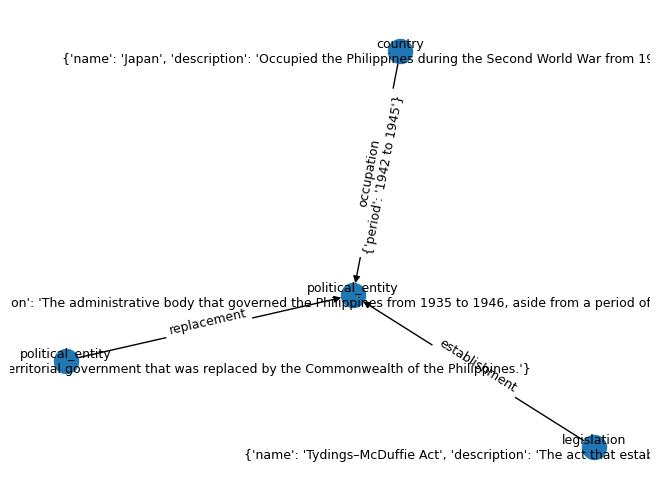 country
{'name': 'Japan', 'description': 'Occupied the Philippines during the Second World War from 19
occupation
{'period': '1942 to 1945'}
political_entity
on': 'The administrative body that governed the Philippines from 1935 to 1946, aside from a period of
replacement
political_entity
erritorial government that was replaced by the Commonwealth of the Philippines.'}
establishment
legislation
{'name': 'Tydings–McDuffie Act', 'description': 'The act that estab